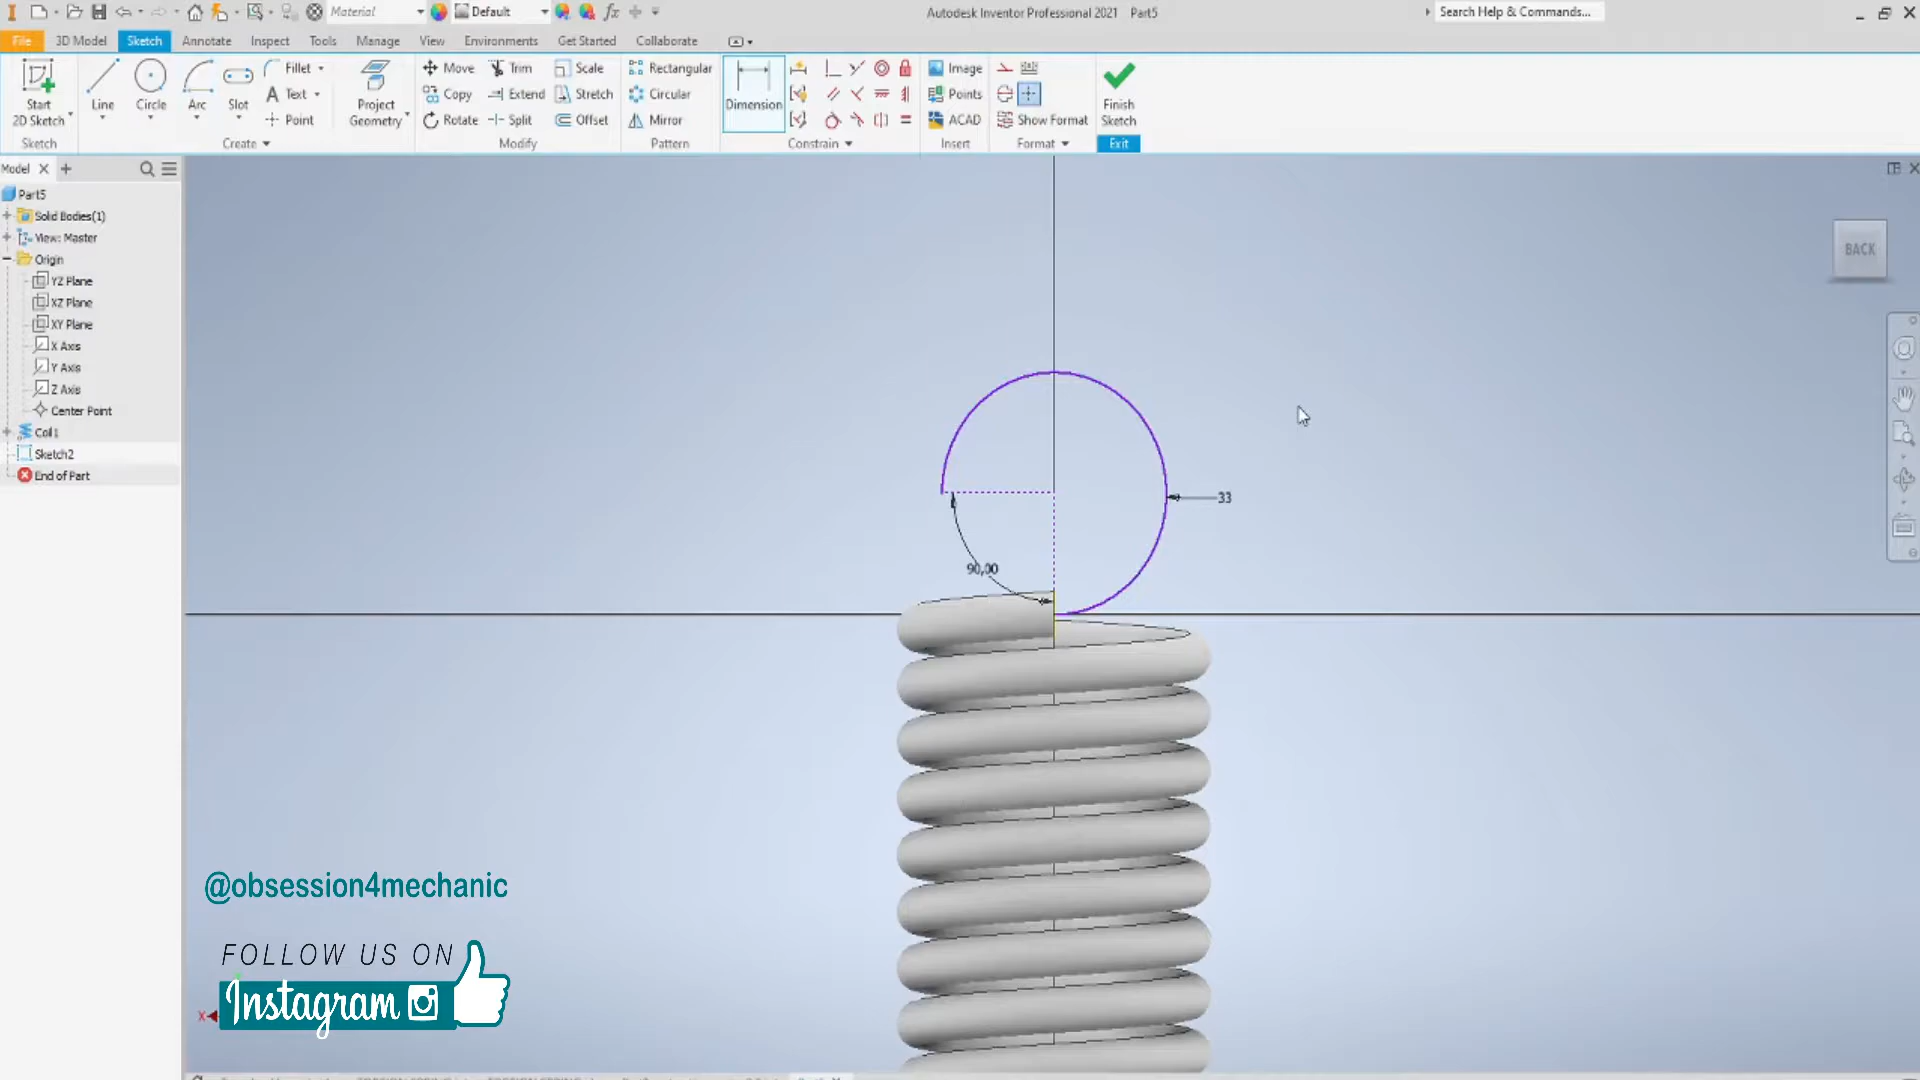 Material
Default
Autodesk Inventor Professional 2021 Part5
Search Help & Commands...
File 3D Model Sketch Annotate Inspect Tools Manage View Environments Get Started Collaborate
Start
2D Sketch
Line
Circle
Arc
Slot
Fillet
Text
Point
Project
Geometry
Move
Copy
Rotate
Trim
Extend
Split
Scale
Stretch
Offset
Rectangular
Circular
Mirror
Dimension
Image
Points
ACAD
Show Format
Finish
Sketch
Sketch Create Modify Pattern Constrain Insert Format Exit
Model
Part5
Solid Bodies(1)
View: Master
Origin
YZ Plane
XZ Plane
XY Plane
X Axis
Y Axis
Z Axis
Center Point
Coil1
Sketch2
End of Part
BACK
33
90,00
@obsession4mechanic
FOLLOW US ON
Instagram
X